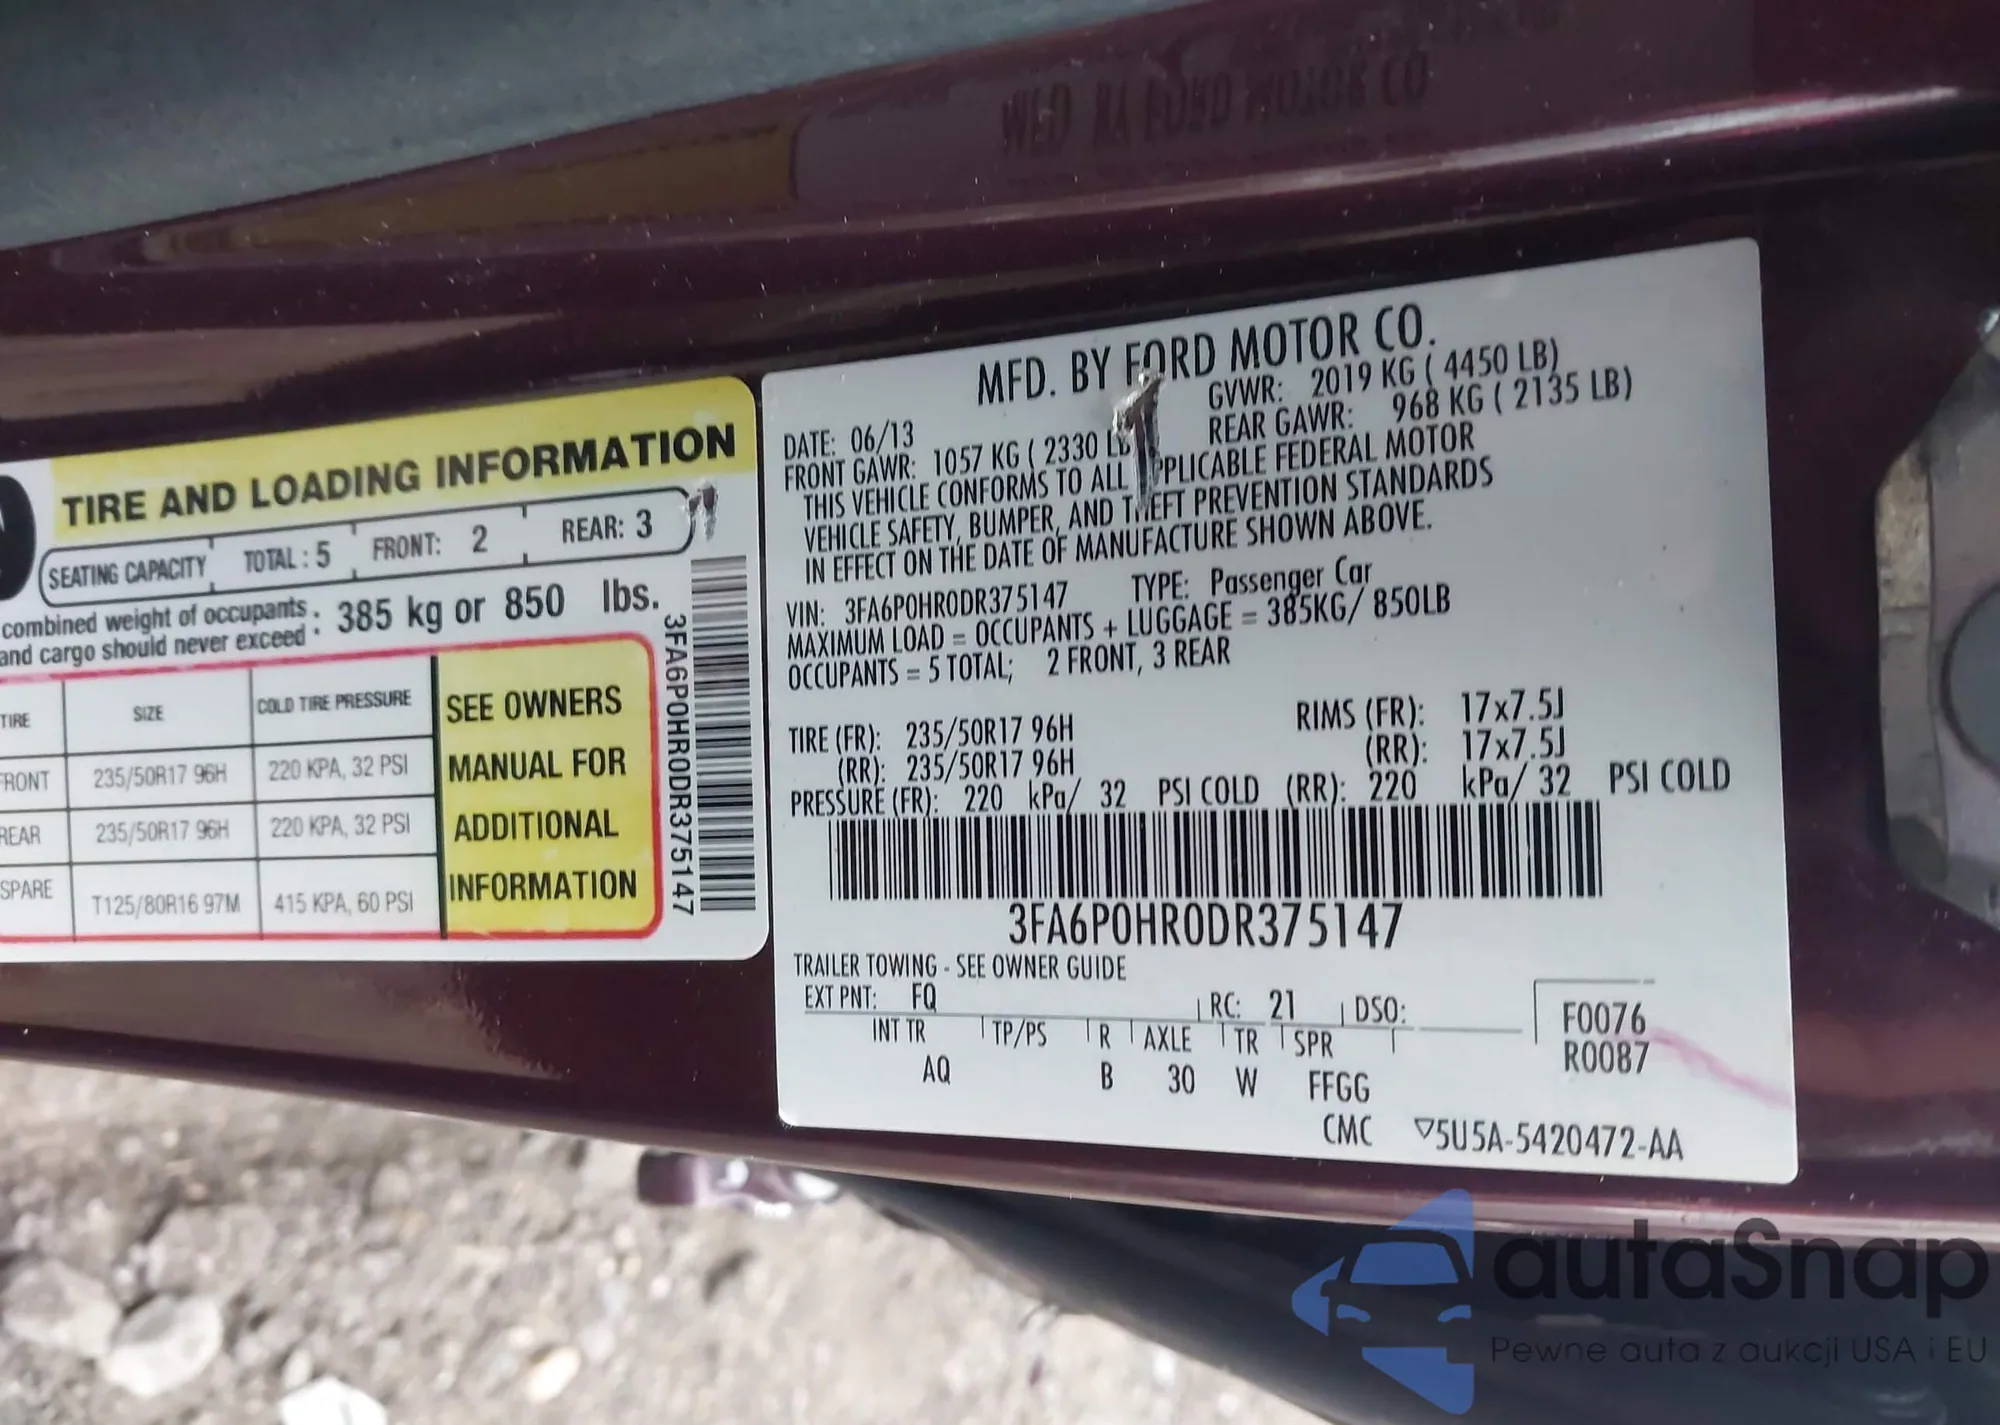 TIRE AND LOADING INFORMATION
SEATING CAPACITY TOTAL : 5 FRONT: 2 REAR: 3
combined weight of occupants : 385 kg or 850 lbs.
and cargo should never exceed :
TIRE SIZE COLD TIRE PRESSURE
FRONT 235/50R17 96H 220 KPA, 32 PSI
REAR 235/50R17 96H 220 KPA, 32 PSI
SPARE T125/80R16 97M 415 KPA, 60 PSI
SEE OWNERS
MANUAL FOR
ADDITIONAL
INFORMATION
3FA6P0HR0DR375147
MFD. BY FORD MOTOR CO.
DATE: 06/13 GVWR: 2019 KG ( 4450 LB)
FRONT GAWR: 1057 KG ( 2330 LB REAR GAWR: 968 KG ( 2135 LB)
THIS VEHICLE CONFORMS TO ALL APPLICABLE FEDERAL MOTOR
VEHICLE SAFETY, BUMPER, AND THEFT PREVENTION STANDARDS
IN EFFECT ON THE DATE OF MANUFACTURE SHOWN ABOVE.
VIN: 3FA6P0HR0DR375147 TYPE: Passenger Car
MAXIMUM LOAD = OCCUPANTS + LUGGAGE = 385KG/ 850LB
OCCUPANTS = 5 TOTAL; 2 FRONT, 3 REAR
TIRE (FR): 235/50R17 96H RIMS (FR): 17x7.5J
(RR): 235/50R17 96H (RR): 17x7.5J
PRESSURE (FR): 220 kPa/ 32 PSI COLD (RR): 220 kPa/ 32 PSI COLD
3FA6P0HR0DR375147
TRAILER TOWING - SEE OWNER GUIDE
EXT PNT: FQ RC: 21 DSO: F0076
R0087
INT TR TP/PS R AXLE TR SPR
AQ B 30 W FFGG
CMC ▽5U5A-5420472-AA
autaSnap
Pewne auta z aukcji USA i EU